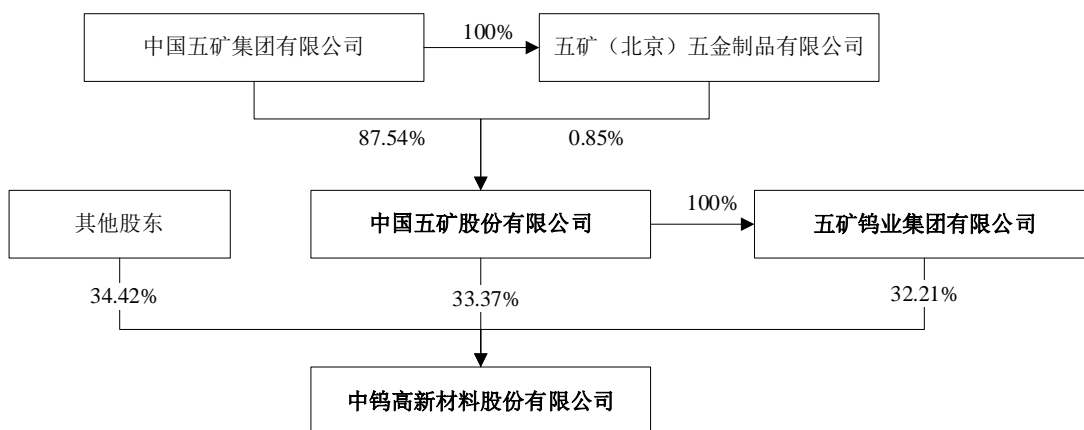 中国五矿集团有限公司
100%
五矿（北京）五金制品有限公司
87.54%
0.85%
其他股东
中国五矿股份有限公司
100%
五矿钨业集团有限公司
34.42%
33.37%
32.21%
中钨高新材料股份有限公司